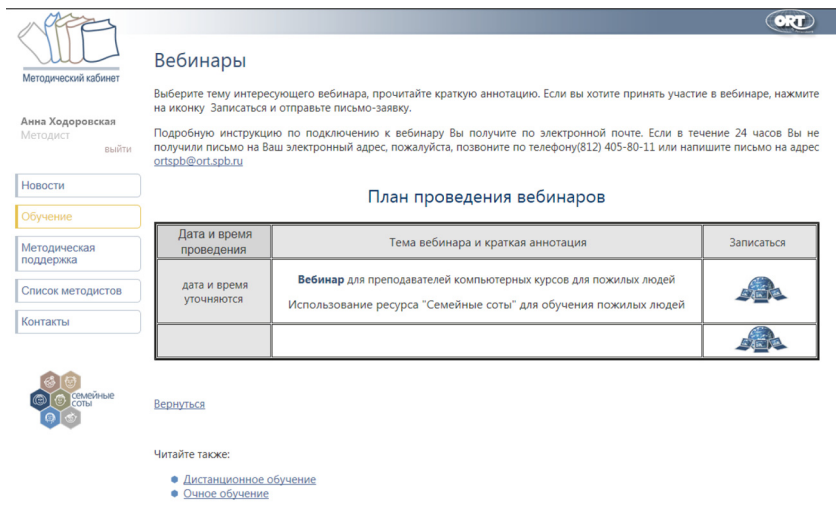 ORT
Методический кабинет
Анна Ходоровская
Методист
выйти
Новости
Обучение
Методическая
поддержка
Список методистов
Контакты
семейные
соты
Вебинары
Выберите тему интересующего вебинара, прочитайте краткую аннотацию. Если вы хотите принять участие в вебинаре, нажмите
на иконку Записаться и отправьте письмо-заявку.
Подробную инструкцию по подключению к вебинару Вы получите по электронной почте. Если в течение 24 часов Вы не
получили письмо на Ваш электронный адрес, пожалуйста, позвоните по телефону(812) 405-80-11 или напишите письмо на адрес
ortspb@ort.spb.ru
План проведения вебинаров
Дата и время
проведения
Тема вебинара и краткая аннотация
Записаться
дата и время
уточняются
Вебинар для преподавателей компьютерных курсов для пожилых людей
Использование ресурса "Семейные соты" для обучения пожилых людей
Вернуться
Читайте также:
Дистанционное обучение
Очное обучение